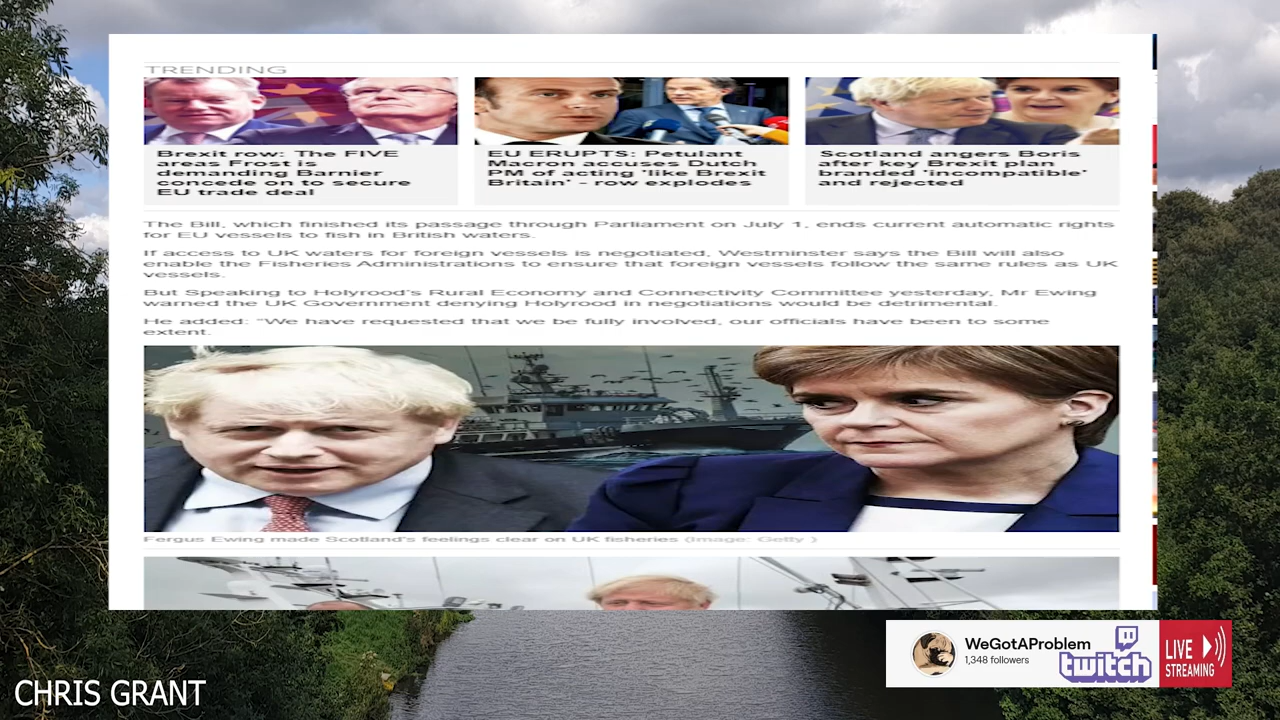 TRENDING
Brexit row: The FIVE
areas Frost is
demanding Barnier
concede on to secure
EU trade deal
EU ERUPTS: Petulant
Macron accuses Dutch
PM of acting 'like Brexit
Britain' - row explodes
Scotland angers Boris
after key Brexit plan
branded 'incompatible'
and rejected
The Bill, which finished its passage through Parliament on July 1, ends current automatic rights
for EU vessels to fish in British waters.
If access to UK waters for foreign vessels is negotiated, Westminster says the Bill will also
enable the Fisheries Administrations to ensure that foreign vessels follow the same rules as UK
vessels.
But Speaking to Holyrood's Rural Economy and Connectivity Committee yesterday, Mr Ewing
warned the UK Government denying Holyrood in negotiations would be detrimental.
He added: "We have requested that we be fully involved, our officials have been to some
extent.
Fergus Ewing made Scotland's feelings clear on UK fisheries (Image: Getty )
WeGotAProblem
1,348 followers
twitch
LIVE
STREAMING
CHRIS GRANT